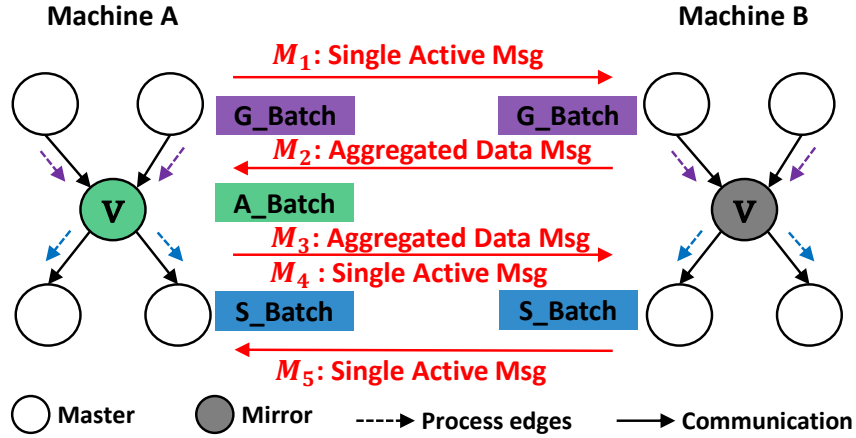 Machine A
Machine B
M₁: Single Active Msg
G_Batch
G_Batch
M₂: Aggregated Data Msg
V
A_Batch
V
M₃: Aggregated Data Msg
M₄: Single Active Msg
S_Batch
S_Batch
M₅: Single Active Msg
Master
Mirror
Process edges
Communication